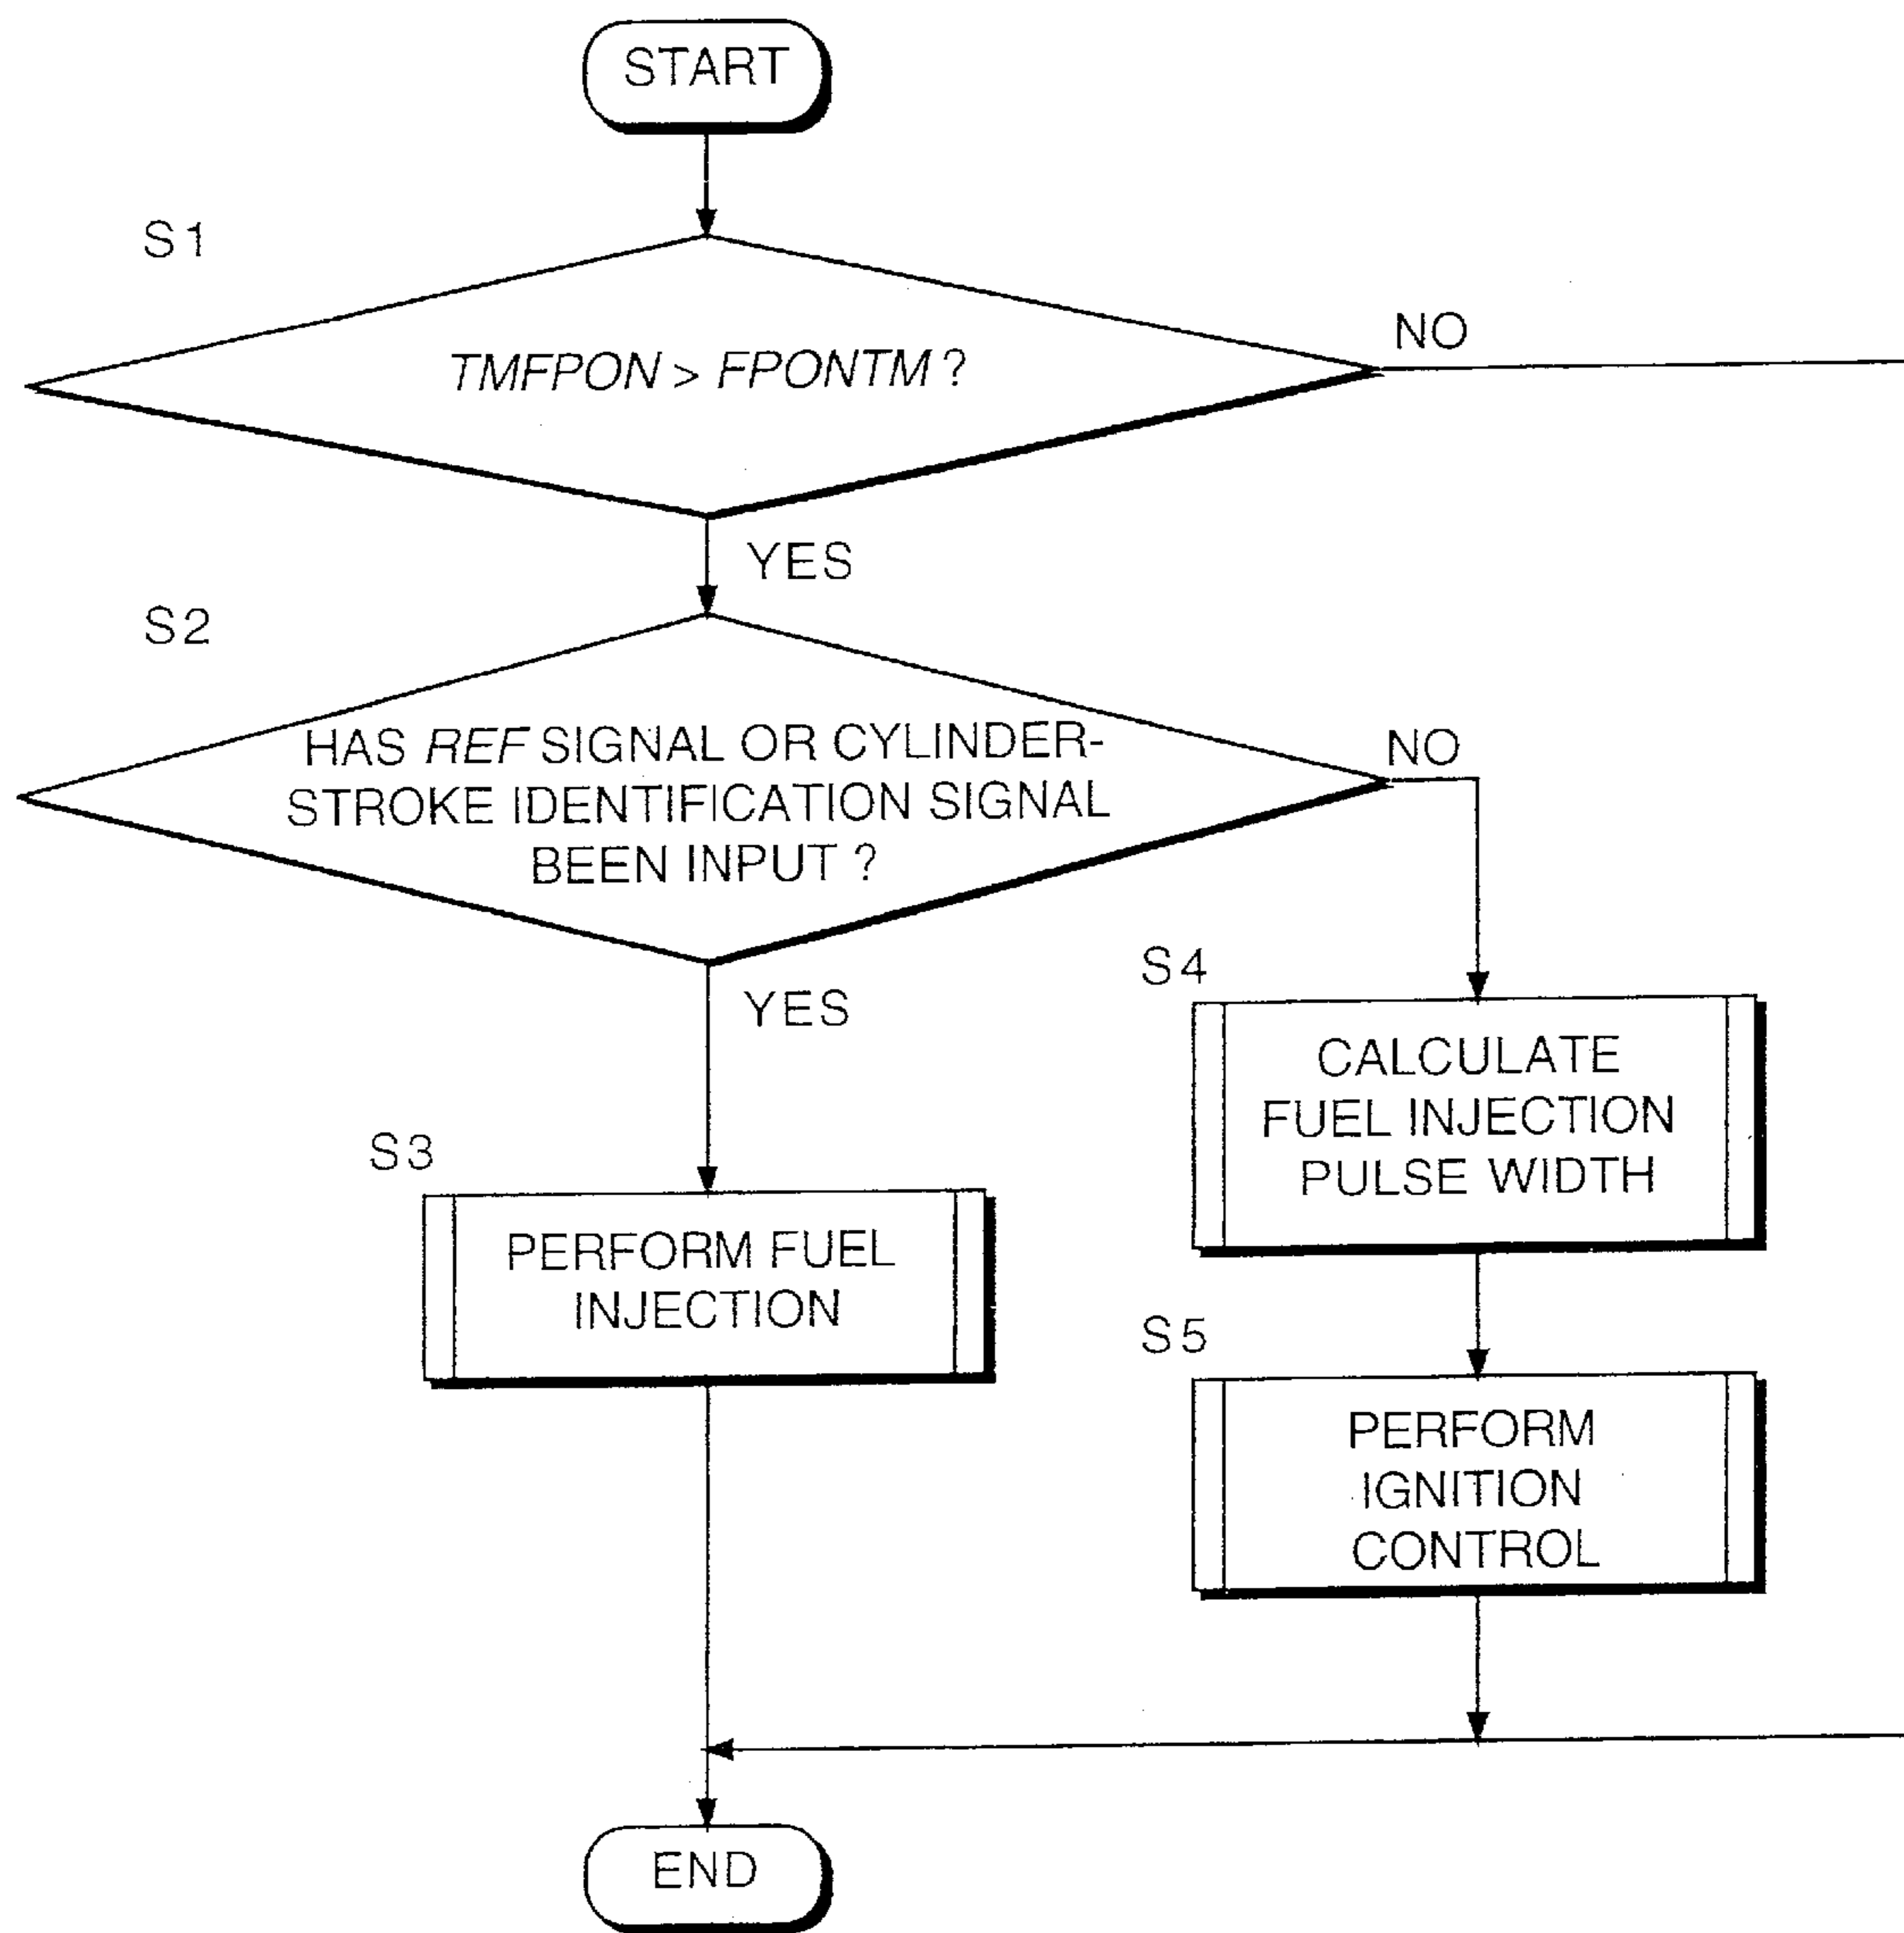 START
S1
TMFPON > FPONTM ?
NO
YES
S2
HAS REF SIGNAL OR CYLINDER-
STROKE IDENTIFICATION SIGNAL
BEEN INPUT ?
NO
YES
S4
CALCULATE
FUEL INJECTION
PULSE WIDTH
S3
PERFORM FUEL
INJECTION
S5
PERFORM
IGNITION
CONTROL
END